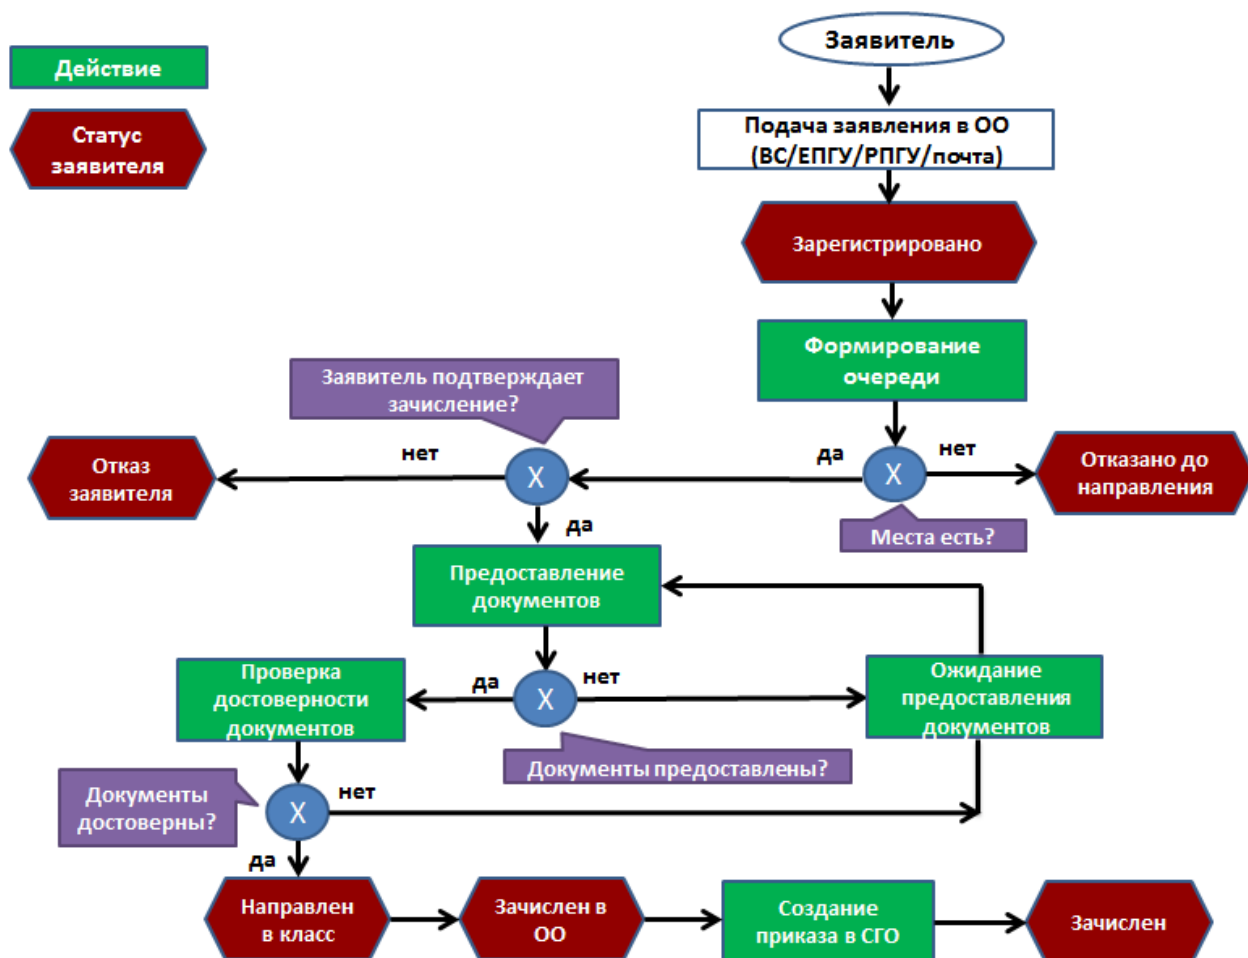 Заявитель
Действие
Статус
заявителя
Подача заявления в ОО
(ВС/ЕПГУ/РПГУ/почта)
Зарегистрировано
Формирование
очереди
Заявитель подтверждает
зачисление?
нет
да
нет
Отказ
заявителя
X
X
Отказано до
направления
Места есть?
да
Предоставление
документов
Проверка
достоверности
документов
да
X
нет
Ожидание
предоставления
документов
Документы предоставлены?
Документы
достоверны?
X
нет
да
Направлен
в класс
Зачислен в
ОО
Создание
приказа в СГО
Зачислен